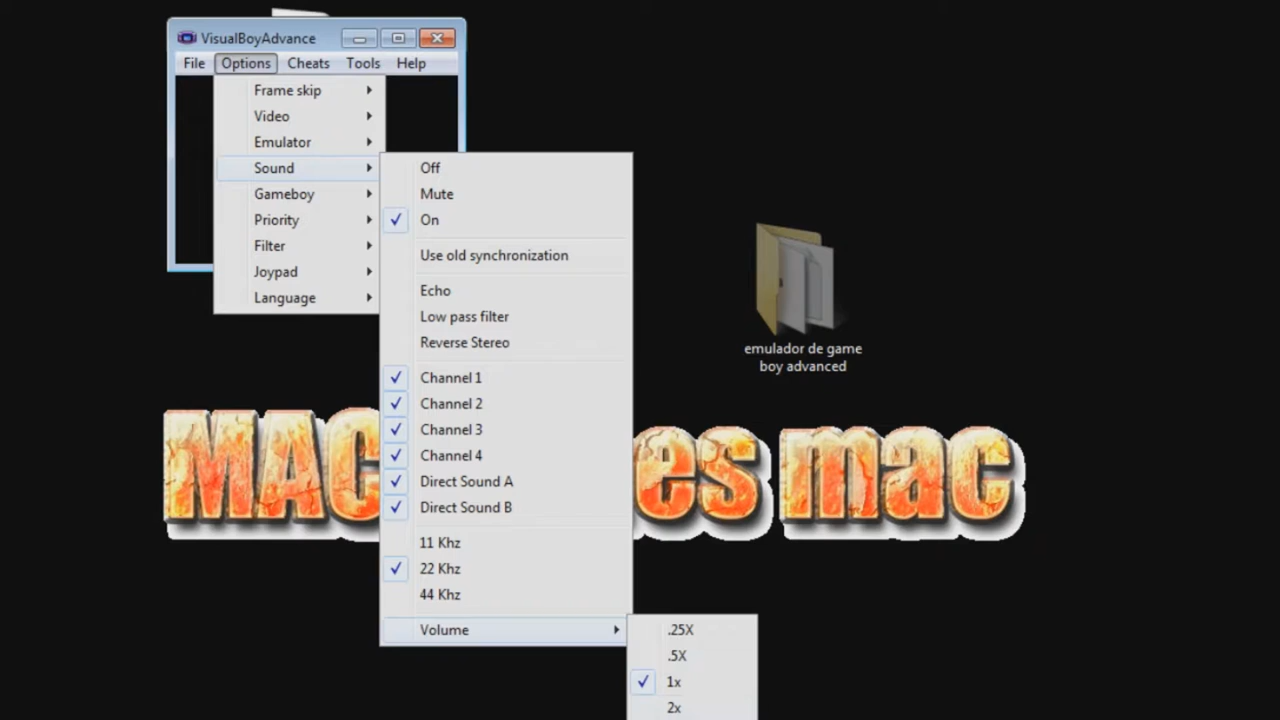 VisualBoyAdvance
File Options Cheats Tools Help
Frame skip
Video
Emulator
Sound
Gameboy
Priority
Filter
Joypad
Language
Off
Mute
On
Use old synchronization
Echo
Low pass filter
Reverse Stereo
Channel 1
Channel 2
Channel 3
Channel 4
Direct Sound A
Direct Sound B
11 Khz
22 Khz
44 Khz
Volume
.25X
.5X
1x
2x
emulador de game
boy advanced
mac